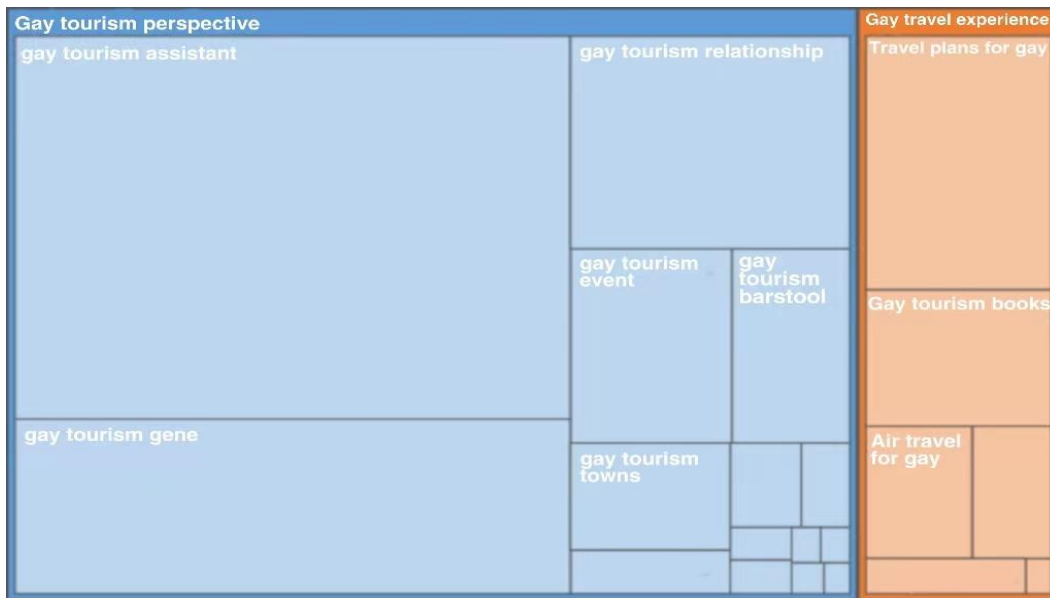 Gay tourism perspective
gay tourism assistant
gay tourism relationship
gay tourism
event
gay
tourism
barstool
gay tourism gene
gay tourism
towns
Gay travel experience
Travel plans for gay
Gay tourism books
Air travel
for gay